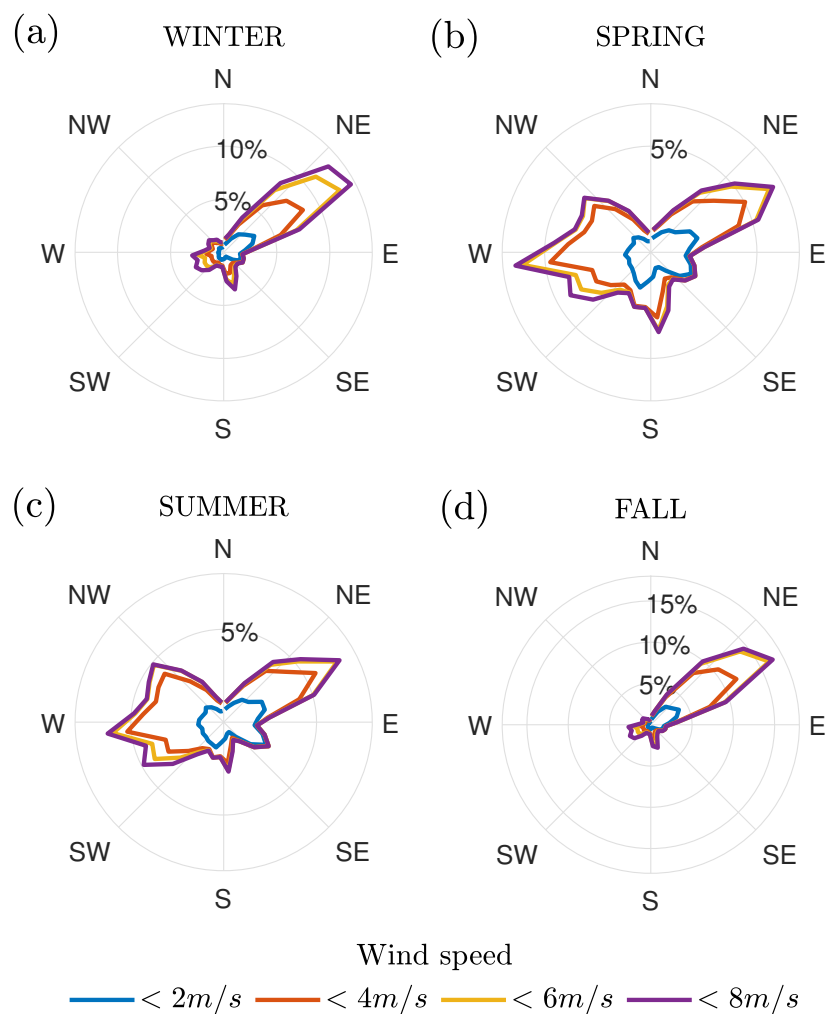 (a) WINTER
N
NW NE
10%
5%
W E
SW SE
S
(b) SPRING
N
NW NE
5%
W E
SW SE
S
(c) SUMMER
N
NW NE
5%
W E
SW SE
S
(d) FALL
N
NW NE
15%
10%
5%
W E
SW SE
S
Wind speed
< 2m/s < 4m/s < 6m/s < 8m/s